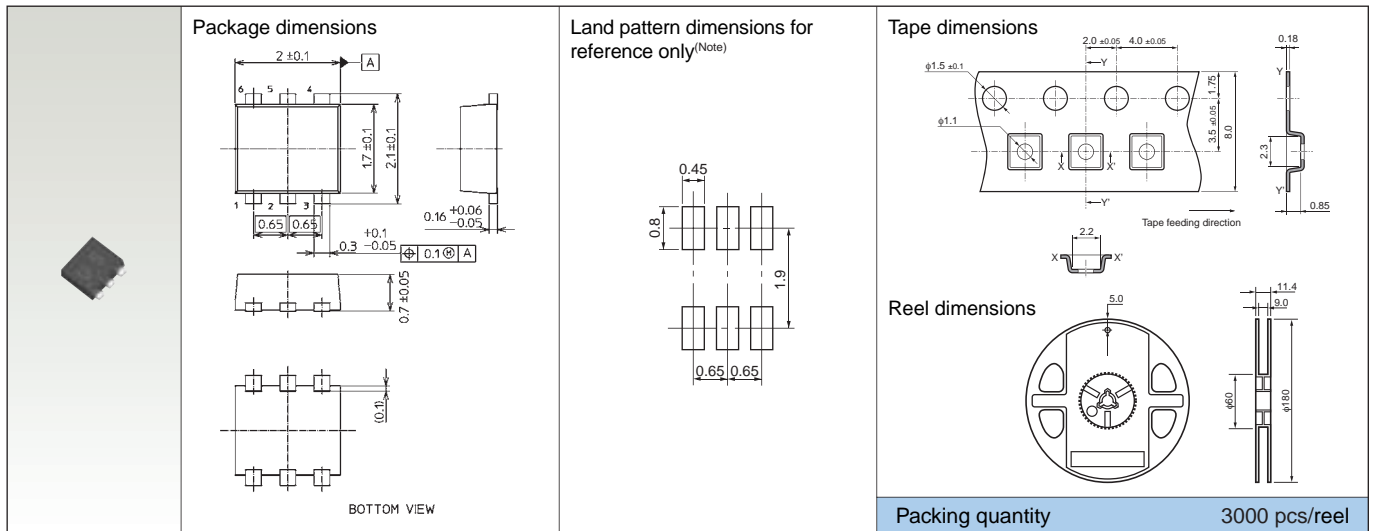 Package dimensions
2 ±0.1
A
6 5 4
1.7 ±0.1
2.1 ±0.1
1 2 3
0.65 0.65
0.3 +0.1 −0.05
⌖ 0.1 Ⓜ A
0.16 +0.06 −0.05
0.7 ±0.05
(0.1)
BOTTOM VIEW
Land pattern dimensions for
reference only(Note)
0.45
0.8
1.9
0.65 0.65
Tape dimensions
2.0 ±0.05 4.0 ±0.05
0.18
Y
Y
φ1.5 ±0.1
1.75
φ1.1
3.5 ±0.05
8.0
2.3
X X'
Y'
Y'
0.85
Tape feeding direction
2.2
X X'
Reel dimensions
5.0
11.4
9.0
φ60
φ180
Packing quantity 3000 pcs/reel